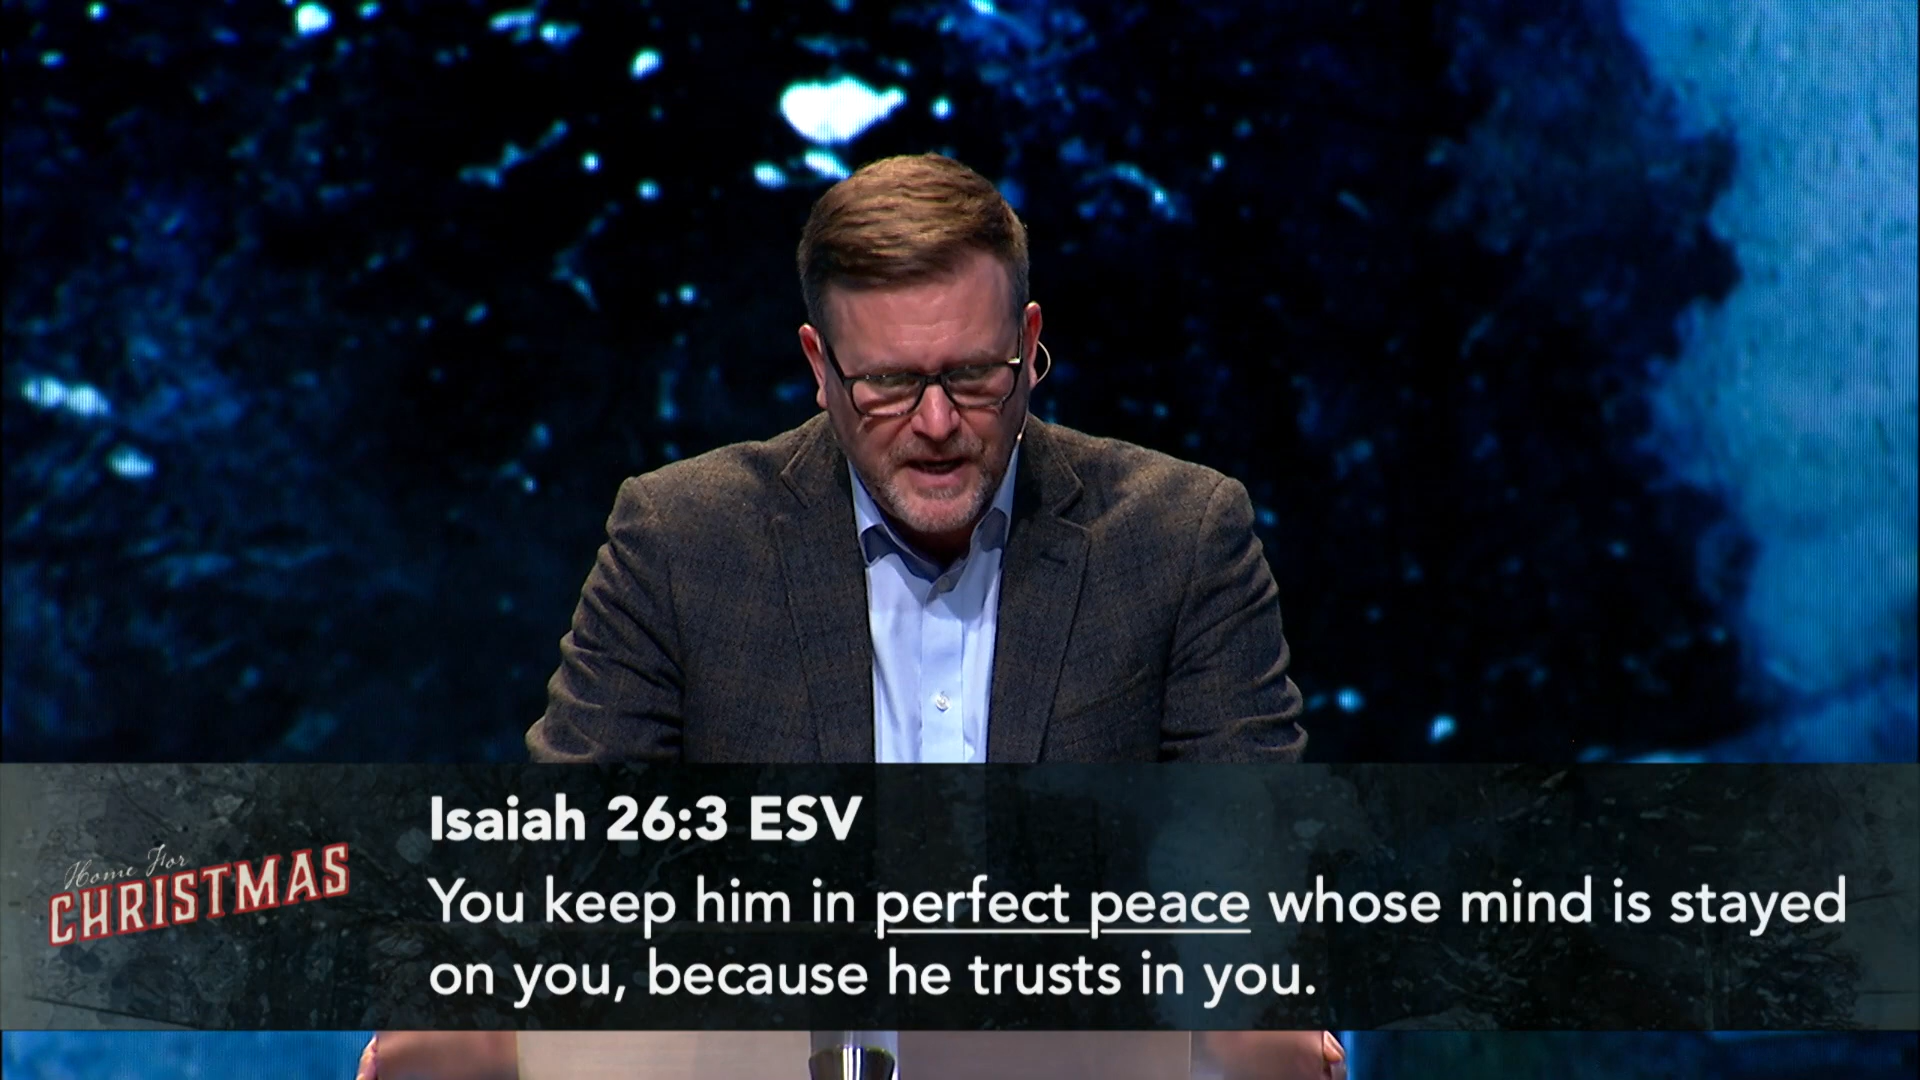 Home For
CHRISTMAS
Isaiah 26:3 ESV
You keep him in perfect peace whose mind is stayed
on you, because he trusts in you.